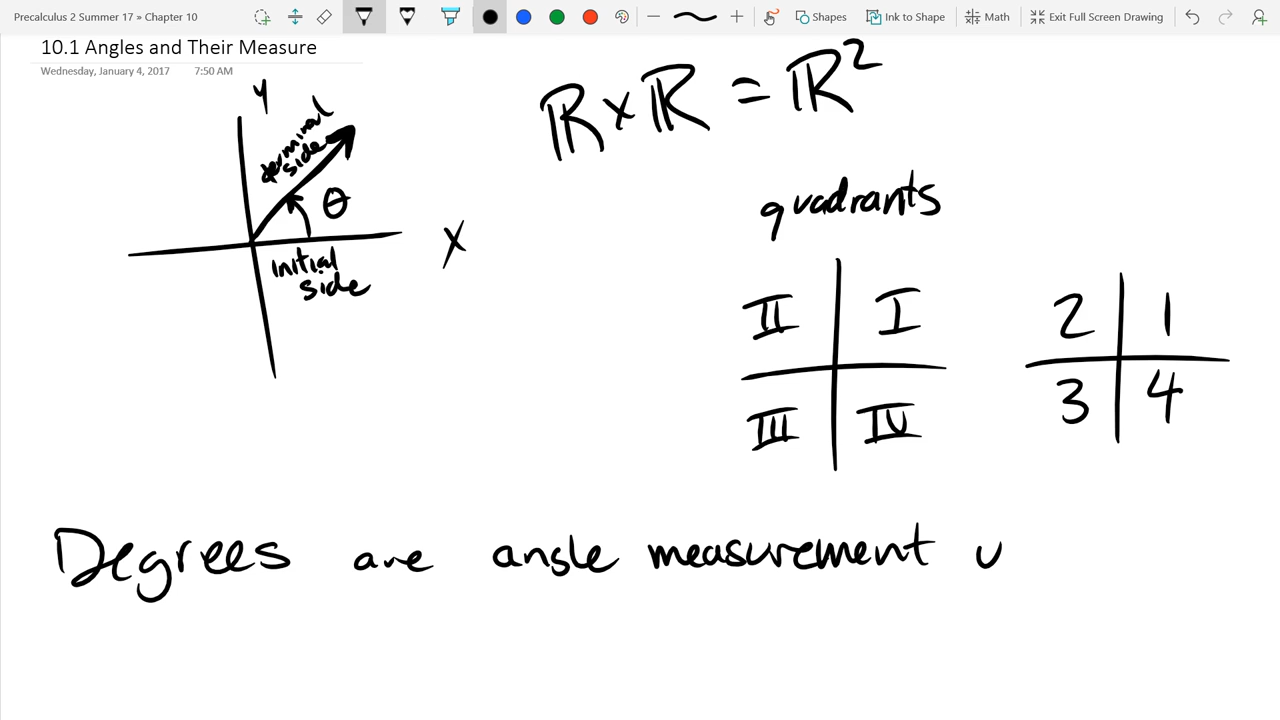 Precalculus 2 Summer 17 » Chapter 10
Shapes
Ink to Shape
Math
Exit Full Screen Drawing
10.1 Angles and Their Measure
Wednesday, January 4, 2017 7:50 AM
y
terminal
side
θ
x
initial
side
ℝ×ℝ = ℝ²
quadrants
II I
III IV
2 1
3 4
Degrees are angle measurement u